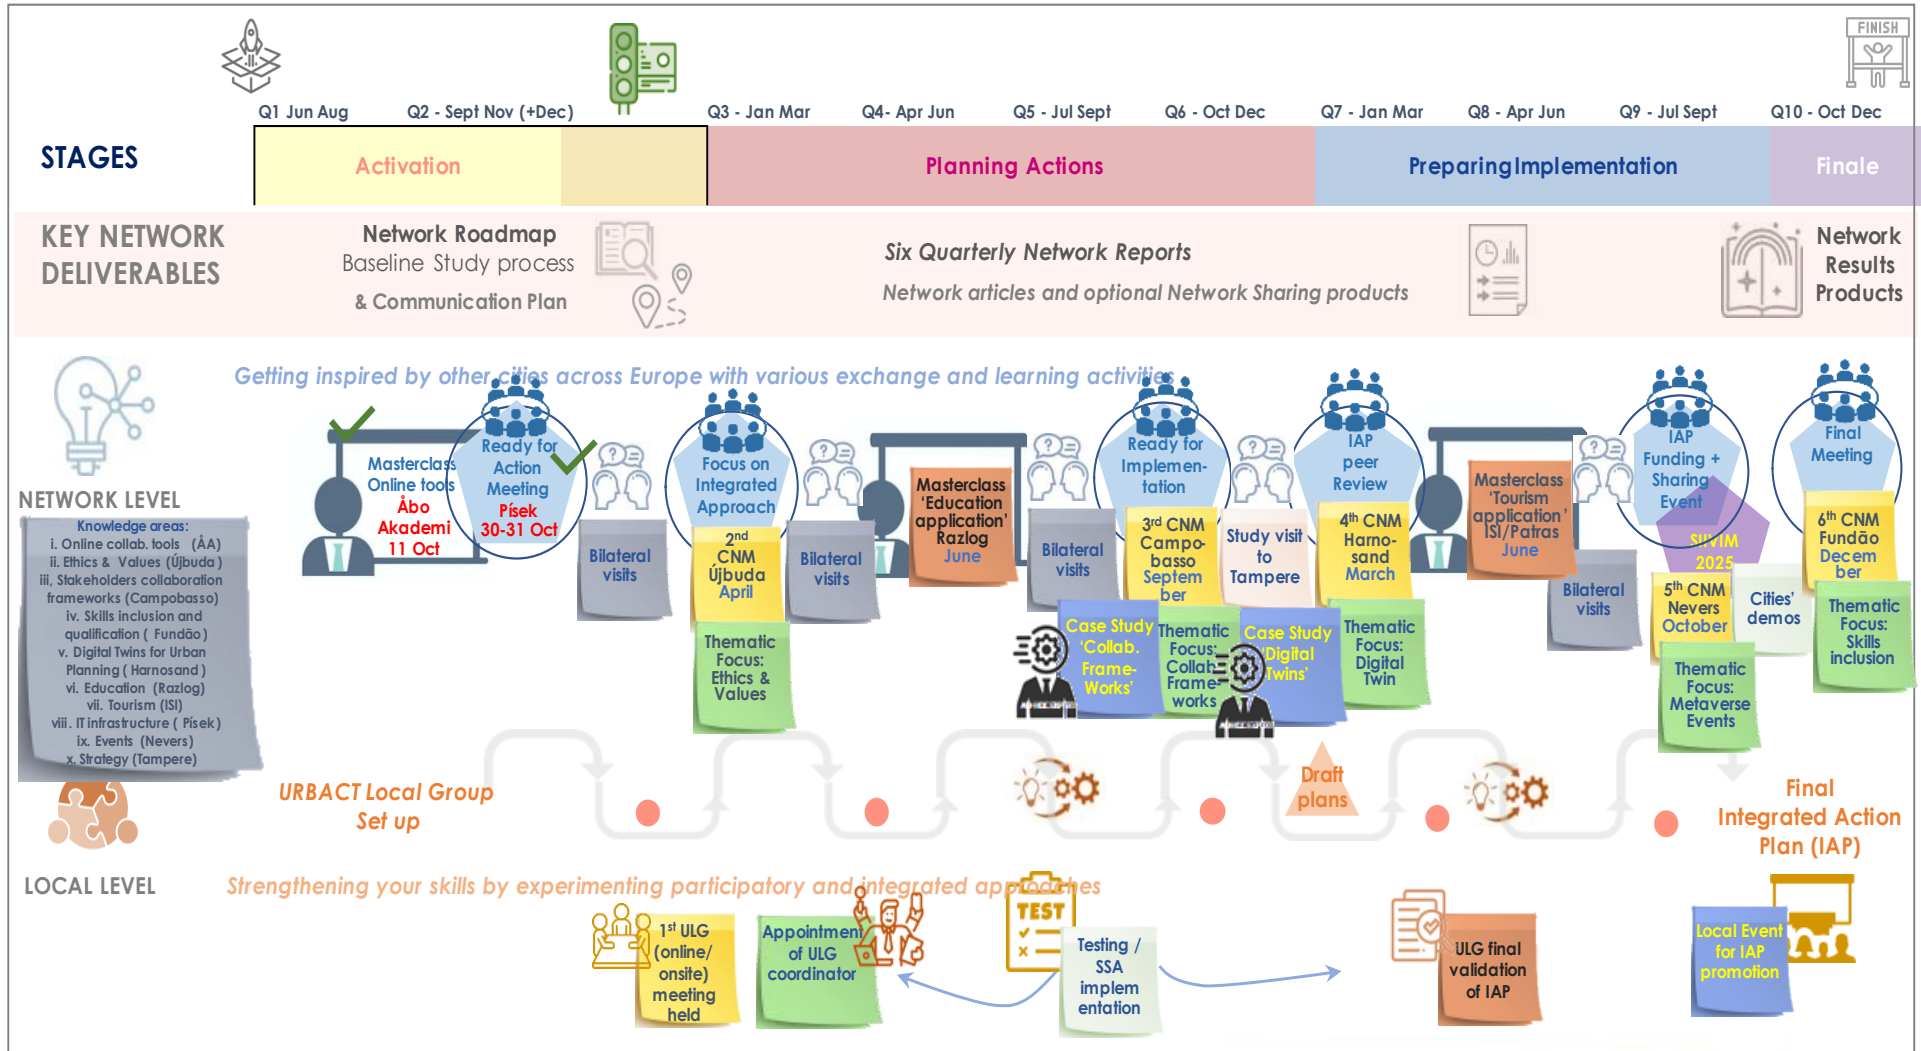 FINISH
Q1 Jun Aug
Q2 - Sept Nov (+Dec)
Q3 - Jan Mar
Q4- Apr Jun
Q5 - Jul Sept
Q6 - Oct Dec
Q7 - Jan Mar
Q8 - Apr Jun
Q9 - Jul Sept
Q10 - Oct Dec
STAGES
Activation
Planning Actions
Preparing Implementation
Finale
KEY NETWORK
DELIVERABLES
Network Roadmap
Baseline Study process
& Communication Plan
Six Quarterly Network Reports
Network articles and optional Network Sharing products
Network
Results
Products
Getting inspired by other cities across Europe with various exchange and learning activities
NETWORK LEVEL
Knowledge areas:
i. Online collab. tools (ÅA)
ii. Ethics & Values (Újbuda)
iii, Stakeholders collaboration
frameworks (Campobasso)
iv. Skills inclusion and
qualification ( Fundão)
v. Digital Twins for Urban
Planning ( Harnosand)
vi. Education (Razlog)
vii. Tourism (ISI)
viii. IT infrastructure ( Písek)
ix. Events (Nevers)
x. Strategy (Tampere)
Masterclass
Online tools
Åbo
Akademi
11 Oct
Ready for
Action
Meeting
Písek
30-31 Oct
Bilateral
visits
Focus on
Integrated
Approach
2nd
CNM
Újbuda
April
Thematic
Focus:
Ethics &
Values
Bilateral
visits
Masterclass
'Education
application'
Razlog
June
Bilateral
visits
Ready for
Implemen-
tation
3rd CNM
Campo-
basso
Septem
ber
Case Study
'Collab.
Frame-
Works'
Thematic
Focus:
Collab.
Frame-
works
Study visit
to
Tampere
Case Study
'Digital
Twins'
IAP
peer
Review
4th CNM
Harno-
sand
March
Thematic
Focus:
Digital
Twin
Masterclass
'Tourism
application'
ISI/Patras
June
Bilateral
visits
IAP
Funding +
Sharing
Event
SIIVIM
2025
5th CNM
Nevers
October
Cities'
demos
Thematic
Focus:
Metaverse
Events
Final
Meeting
6th CNM
Fundão
Decem
ber
Thematic
Focus:
Skills
inclusion
URBACT Local Group
Set up
Draft
plans
Final
Integrated Action
Plan (IAP)
LOCAL LEVEL
Strengthening your skills by experimenting participatory and integrated approaches
1st ULG
(online/
onsite)
meeting
held
Appointment
of ULG
coordinator
TEST
Testing /
SSA
implem
entation
ULG final
validation
of IAP
Local Event
for IAP
promotion